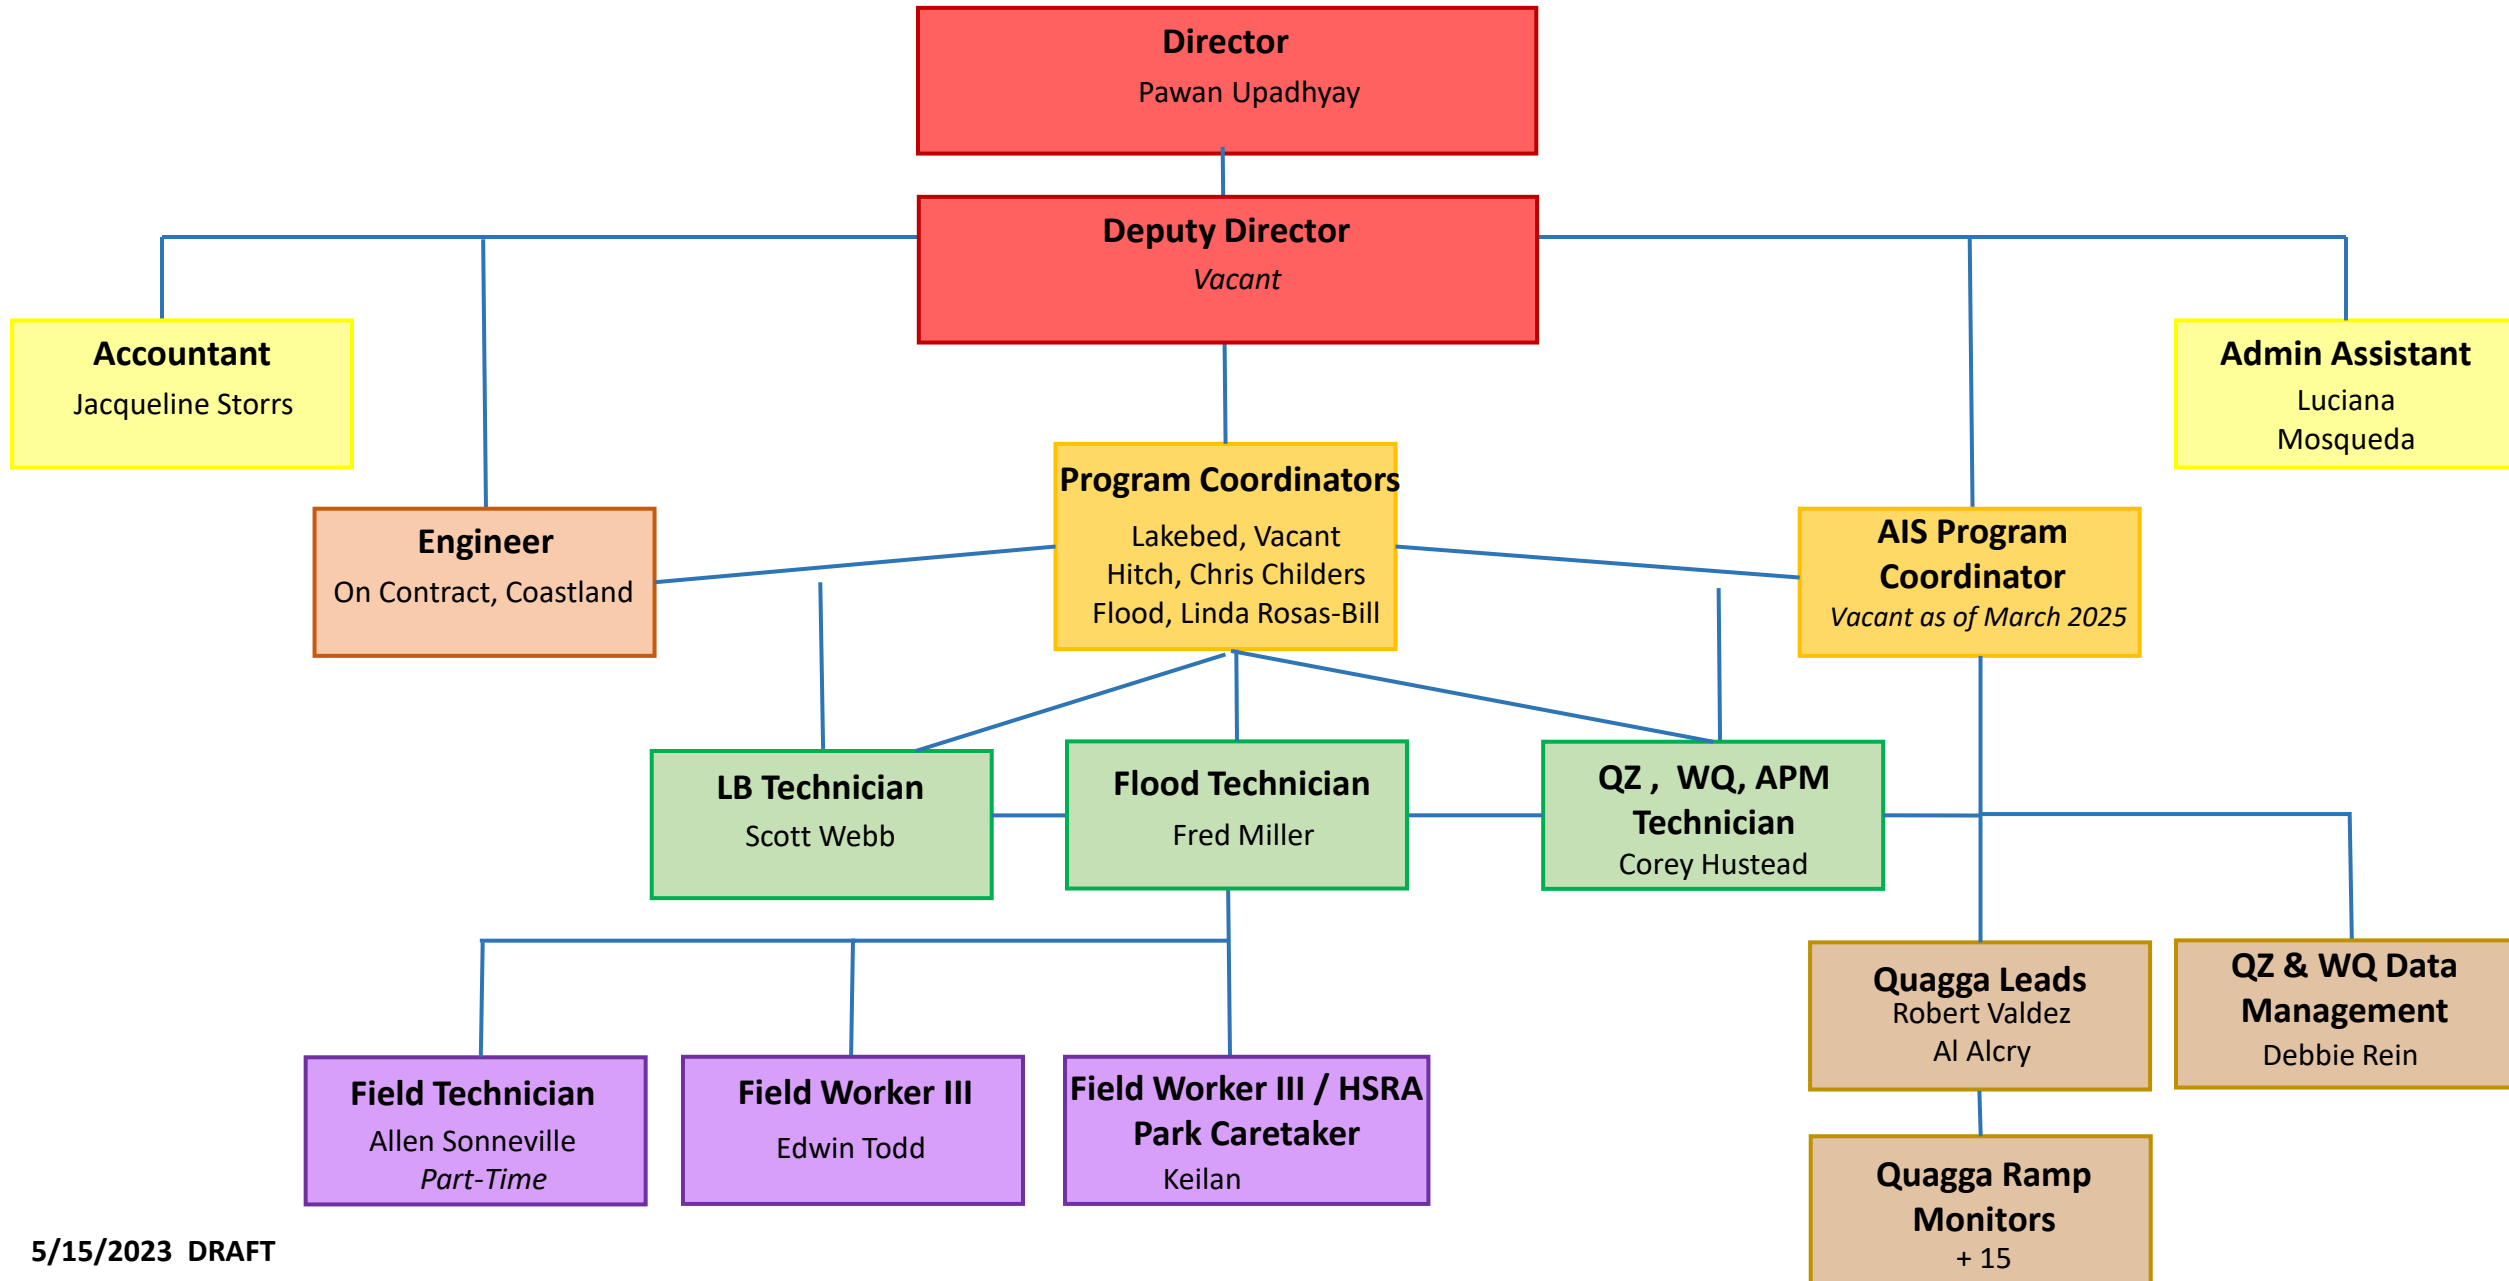 Director
Pawan Upadhyay
Deputy Director
Vacant
Accountant
Jacqueline Storrs
Admin Assistant
Luciana
Mosqueda
Program Coordinators
Lakebed, Vacant
Hitch, Chris Childers
Flood, Linda Rosas-Bill
Engineer
On Contract, Coastland
AIS Program
Coordinator
Vacant as of March 2025
LB Technician
Scott Webb
Flood Technician
Fred Miller
QZ , WQ, APM
Technician
Corey Hustead
Quagga Leads
Robert Valdez
Al Alcry
QZ & WQ Data
Management
Debbie Rein
Field Technician
Allen Sonneville
Part-Time
Field Worker III
Edwin Todd
Field Worker III / HSRA
Park Caretaker
Keilan
Quagga Ramp
Monitors
+ 15
5/15/2023 DRAFT